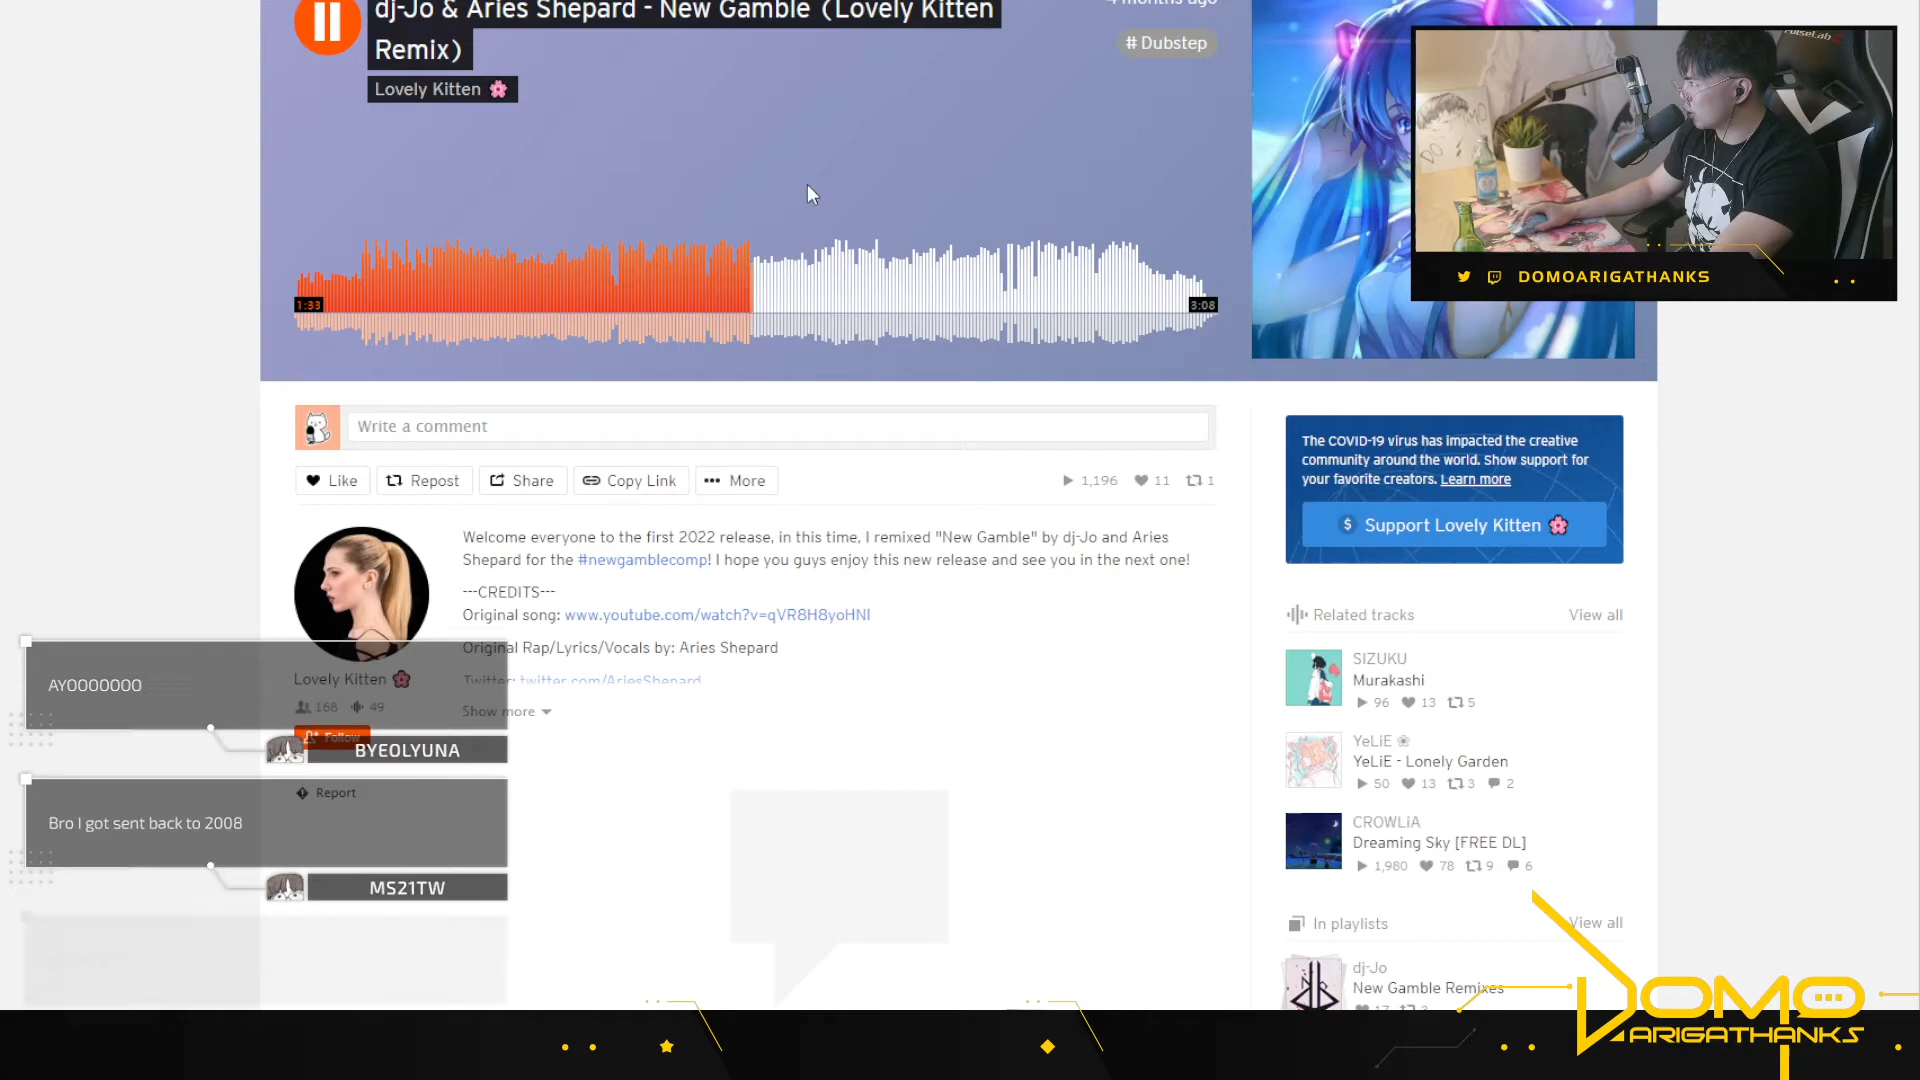 dj-Jo & Aries Shepard - New Gamble (Lovely Kitten
Remix)
Lovely Kitten
4 months ago
# Dubstep
1:33
3:08
DOMOARIGATHANKS
Write a comment
Like
Repost
Share
Copy Link
More
1,196
11
1
Welcome everyone to the first 2022 release, in this time, I remixed "New Gamble" by dj-Jo and Aries
Shepard for the #newgamblecomp! I hope you guys enjoy this new release and see you in the next one!
---CREDITS---
Original song: www.youtube.com/watch?v=qVR8H8yoHNI
Original Rap/Lyrics/Vocals by: Aries Shepard
Twitter: twitter.com/AriesShepard
Show more
Lovely Kitten
168
49
Follow
Report
AYOOOOOOO
BYEOLYUNA
Bro I got sent back to 2008
MS21TW
The COVID-19 virus has impacted the creative
community around the world. Show support for
your favorite creators. Learn more
$ Support Lovely Kitten
Related tracks
View all
SIZUKU
Murakashi
96
13
5
YeLiE
YeLiE - Lonely Garden
50
13
3
2
CROWLiA
Dreaming Sky [FREE DL]
1,980
78
9
6
In playlists
View all
dj-Jo
New Gamble Remixes
DOMO
ARIGATHANKS